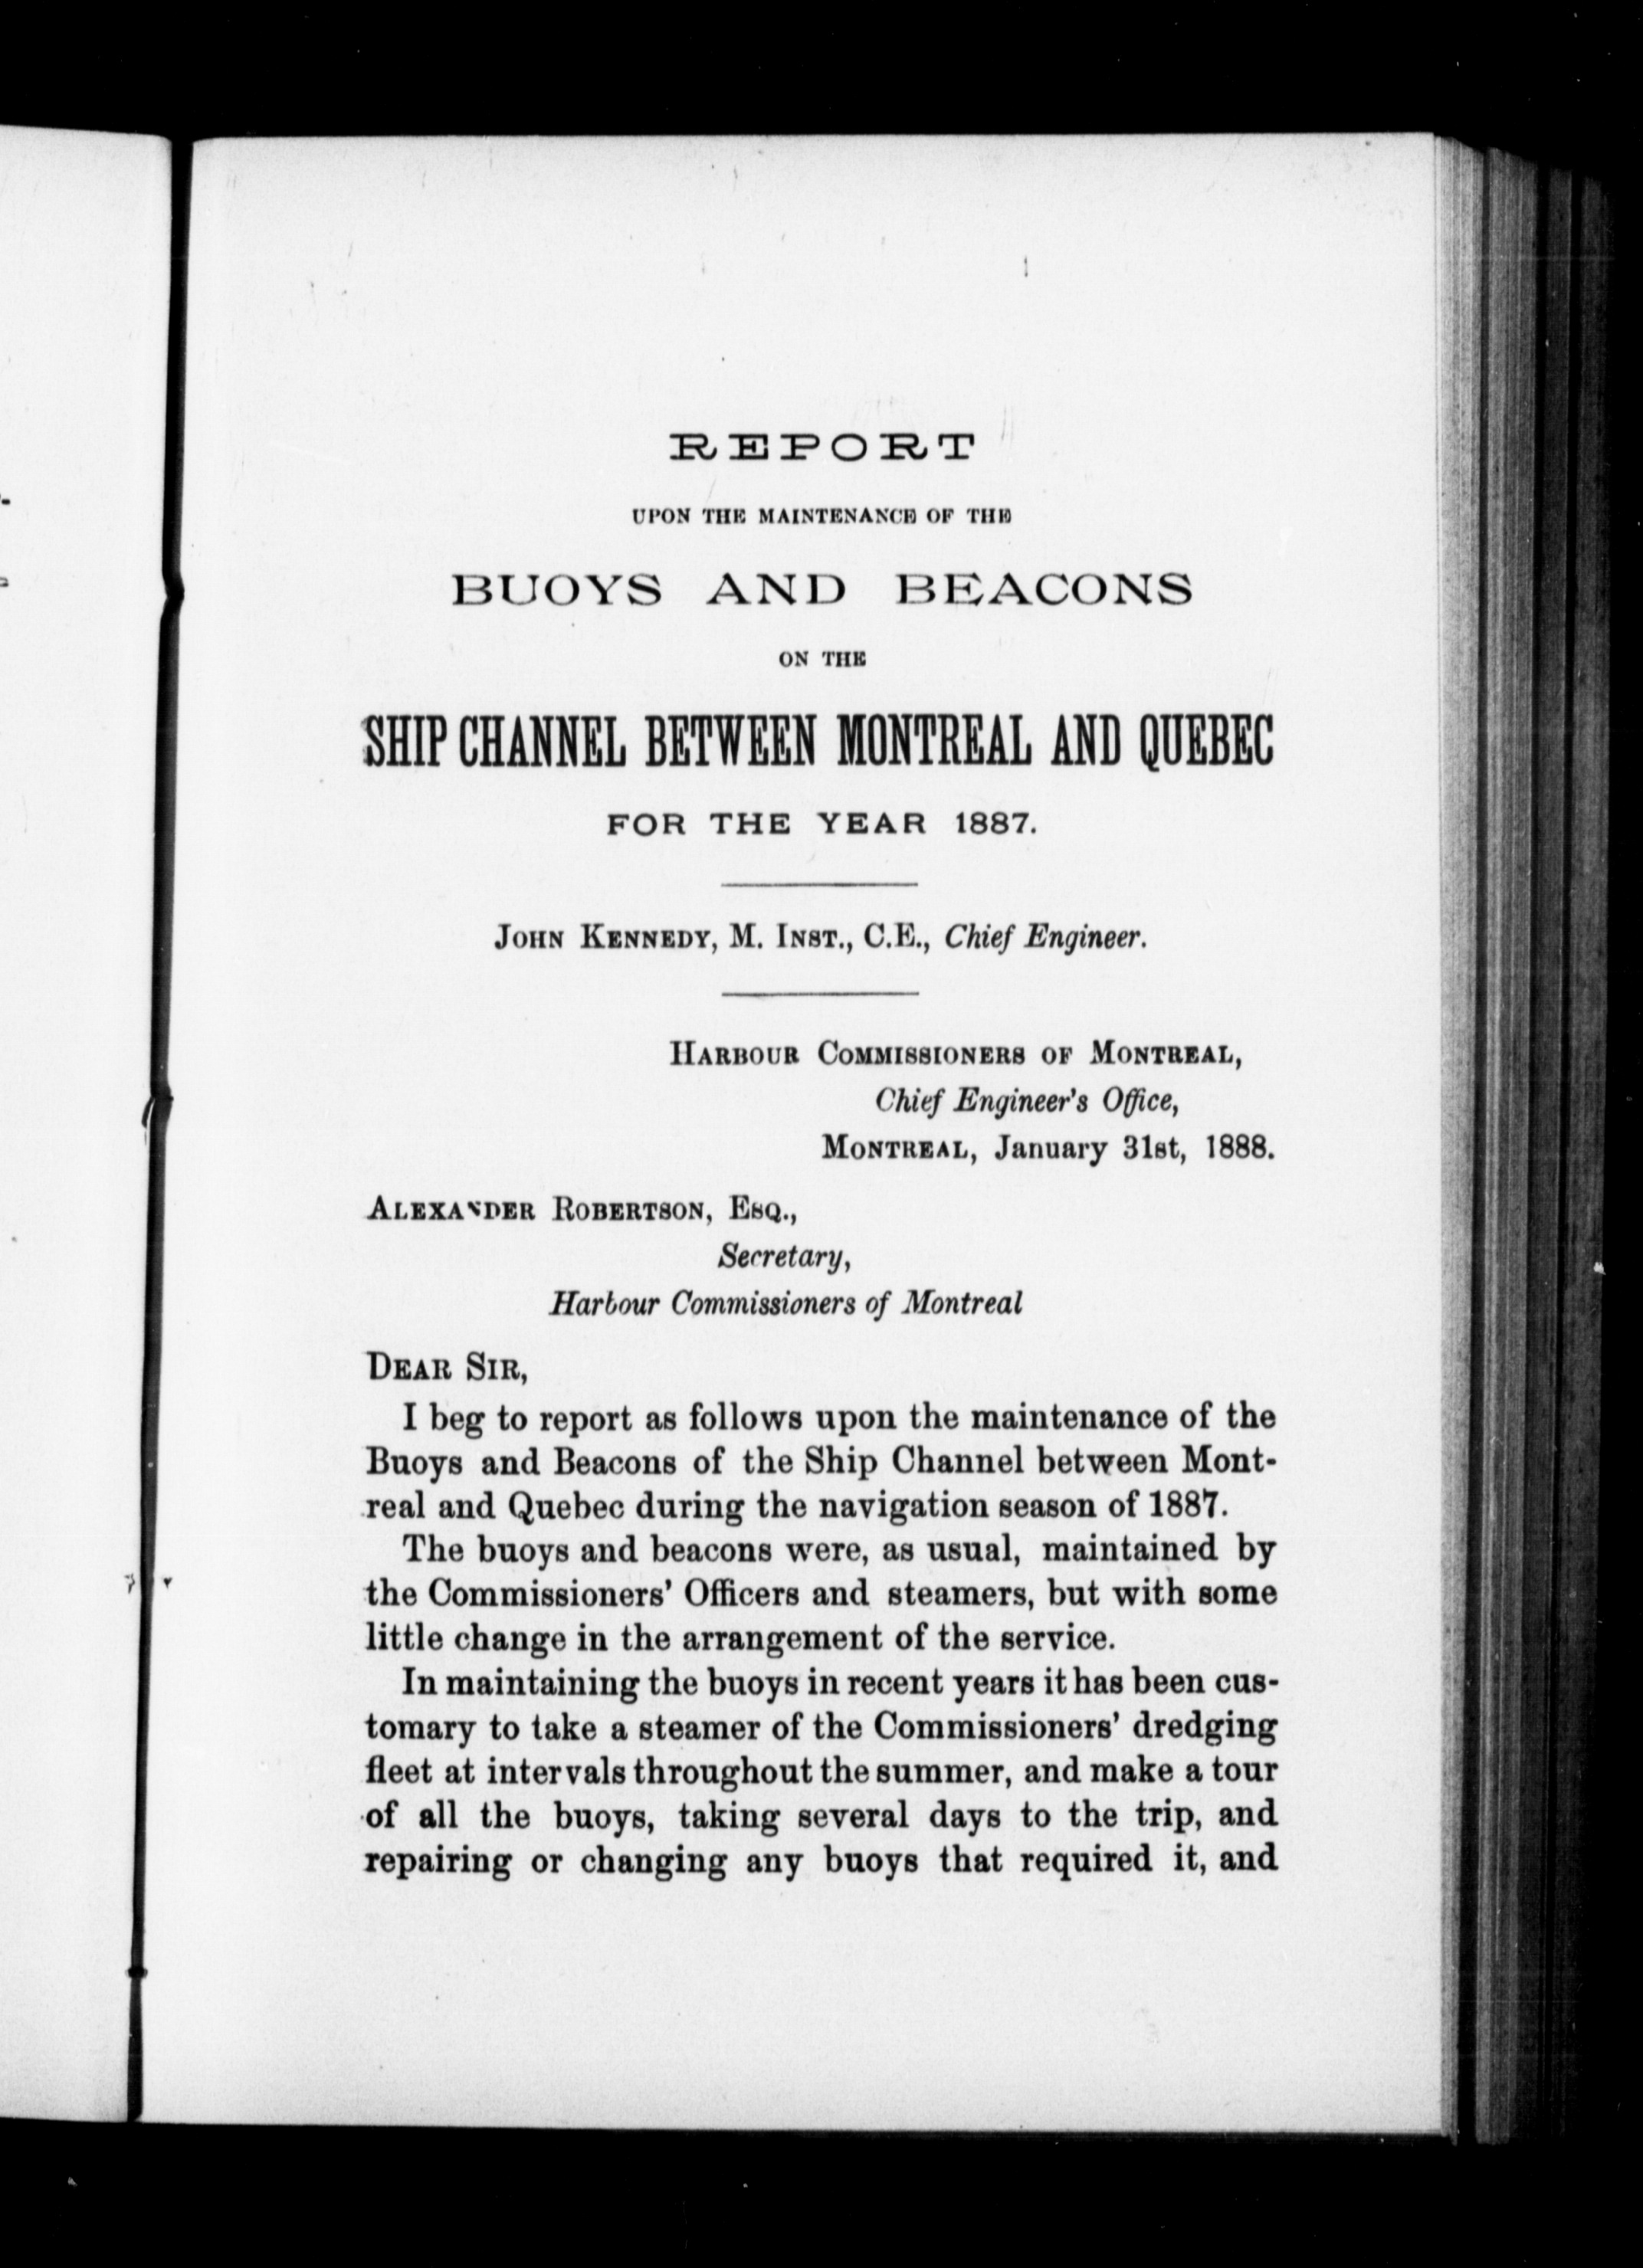 REPORT
UPON THE MAINTENANCE OF THE
BUOYS AND BEACONS
ON THE
SHIP CHANNEL BETWEEN MONTREAL AND QUEBEC
FOR THE YEAR 1887.
JOHN KENNEDY, M. INST., C.E., Chief Engineer.
HARBOUR COMMISSIONERS OF MONTREAL,
Chief Engineer's Office,
MONTREAL, January 31st, 1888.
ALEXANDER ROBERTSON, ESQ.,
Secretary,
Harbour Commissioners of Montreal
DEAR SIR,
I beg to report as follows upon the maintenance of the
Buoys and Beacons of the Ship Channel between Mont-
real and Quebec during the navigation season of 1887.
The buoys and beacons were, as usual, maintained by
the Commissioners' Officers and steamers, but with some
little change in the arrangement of the service.
In maintaining the buoys in recent years it has been cus-
tomary to take a steamer of the Commissioners' dredging
fleet at intervals throughout the summer, and make a tour
of all the buoys, taking several days to the trip, and
repairing or changing any buoys that required it, and